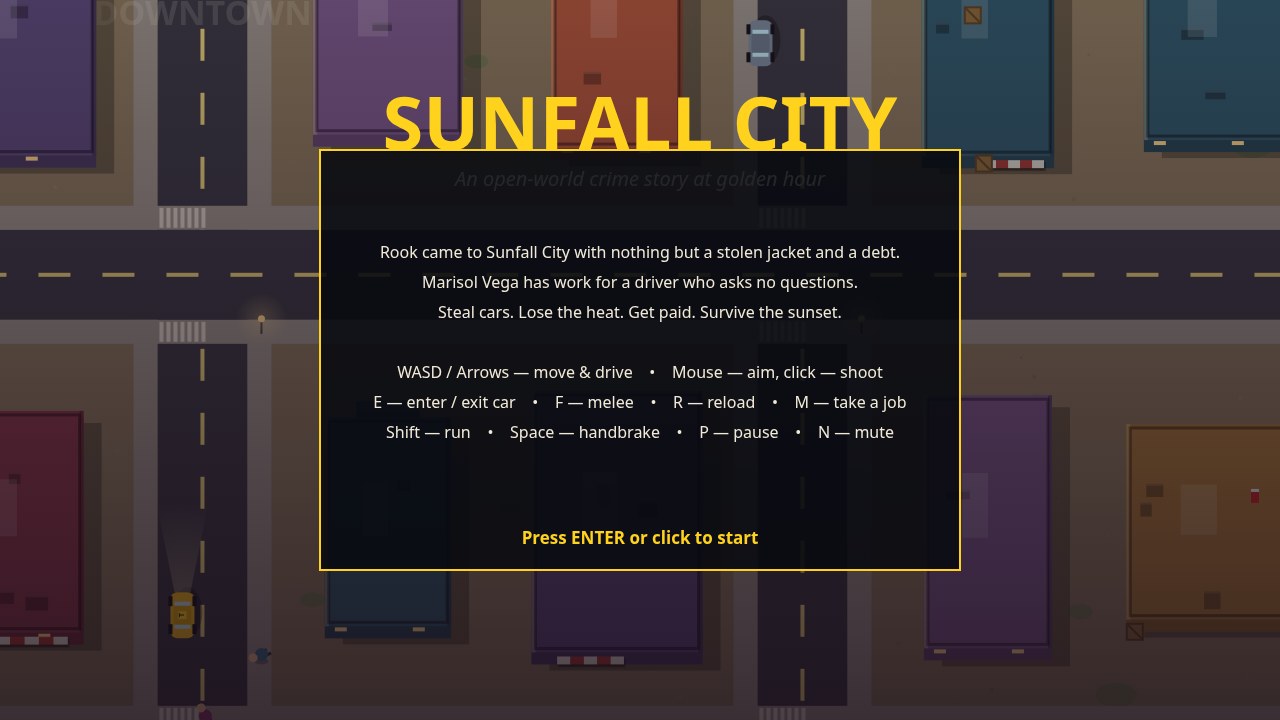 DOWNTOWN
SUNFALL CITY
An open-world crime story at golden hour
Rook came to Sunfall City with nothing but a stolen jacket and a debt.
Marisol Vega has work for a driver who asks no questions.
Steal cars. Lose the heat. Get paid. Survive the sunset.
WASD / Arrows — move & drive • Mouse — aim, click — shoot
E — enter / exit car • F — melee • R — reload • M — take a job
Shift — run • Space — handbrake • P — pause • N — mute
Press ENTER or click to start